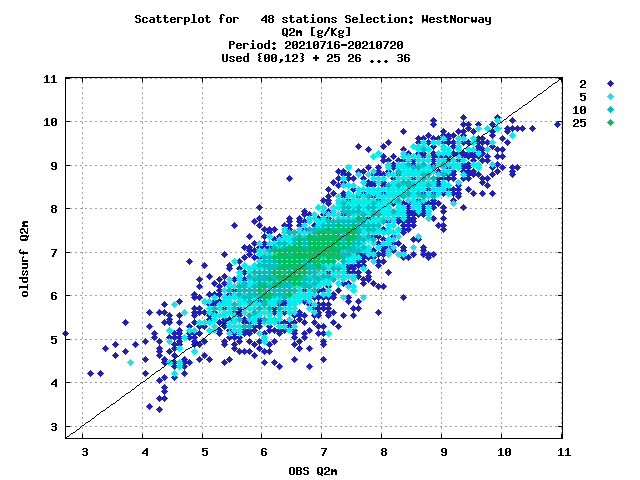 Scatterplot for 48 stations Selection: WestNorway
Q2m [g/Kg]
Period: 20210716-20210720
Used {00,12} + 25 26 ... 36
11
10
9
8
7
6
5
4
3
oldsurf Q2m
2
5
10
25
3 4 5 6 7 8 9 10 11
OBS Q2m